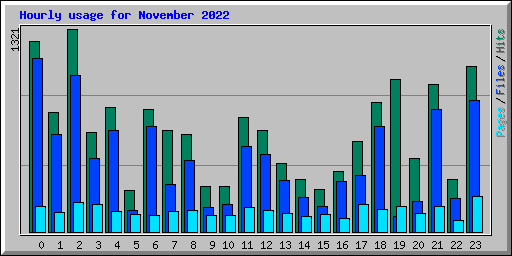 Hourly usage for November 2022
1321
Pages/Files/Hits
0 1 2 3 4 5 6 7 8 9 10 11 12 13 14 15 16 17 18 19 20 21 22 23